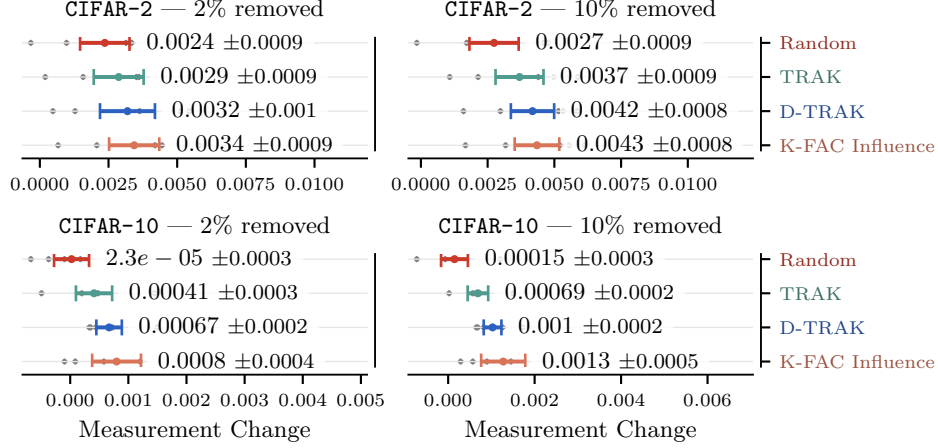 CIFAR-2 — 2% removed
0.0024 ±0.0009
0.0029 ±0.0009
0.0032 ±0.001
0.0034 ±0.0009
0.0000 0.0025 0.0050 0.0075 0.0100
CIFAR-2 — 10% removed
0.0027 ±0.0009
0.0037 ±0.0009
0.0042 ±0.0008
0.0043 ±0.0008
0.0000 0.0025 0.0050 0.0075 0.0100
Random
TRAK
D-TRAK
K-FAC Influence
CIFAR-10 — 2% removed
2.3e − 05 ±0.0003
0.00041 ±0.0003
0.00067 ±0.0002
0.0008 ±0.0004
0.000 0.001 0.002 0.003 0.004 0.005
Measurement Change
CIFAR-10 — 10% removed
0.00015 ±0.0003
0.00069 ±0.0002
0.001 ±0.0002
0.0013 ±0.0005
0.000 0.002 0.004 0.006
Measurement Change
Random
TRAK
D-TRAK
K-FAC Influence